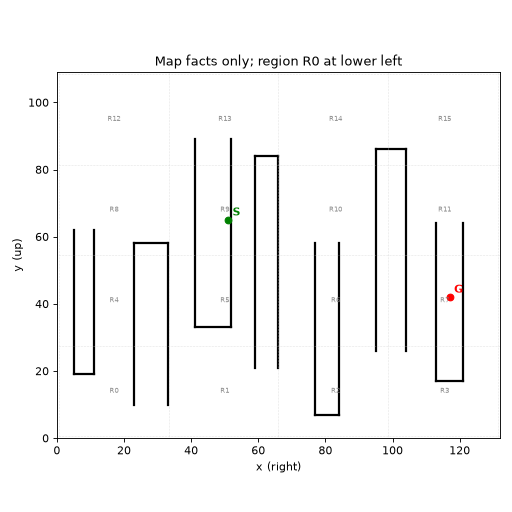 Map facts only; region R0 at lower left
y (up)
100
80
60
40
20
0
R12
R13
R14
R15
R8
R9
S
R10
R11
R4
R5
R6
R7
G
R0
R1
R2
R3
0
20
40
60
80
100
120
x (right)